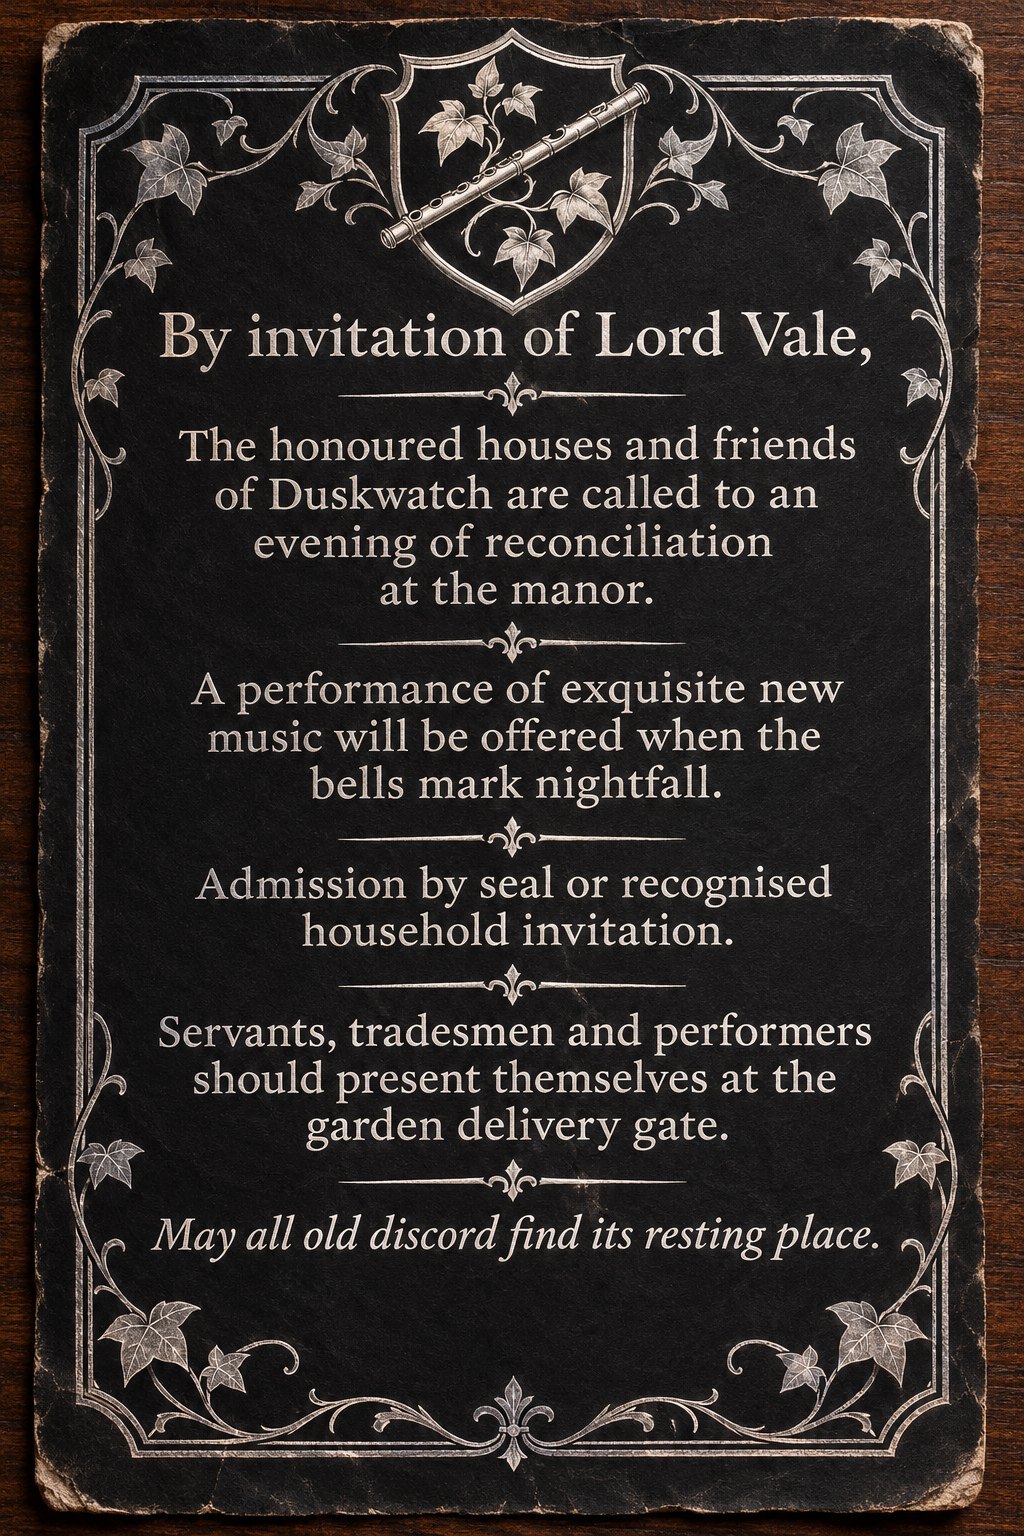 By invitation of Lord Vale,
The honoured houses and friends
of Duskwatch are called to an
evening of reconciliation
at the manor.
A performance of exquisite new
music will be offered when the
bells mark nightfall.
Admission by seal or recognised
household invitation.
Servants, tradesmen and performers
should present themselves at the
garden delivery gate.
May all old discord find its resting place.